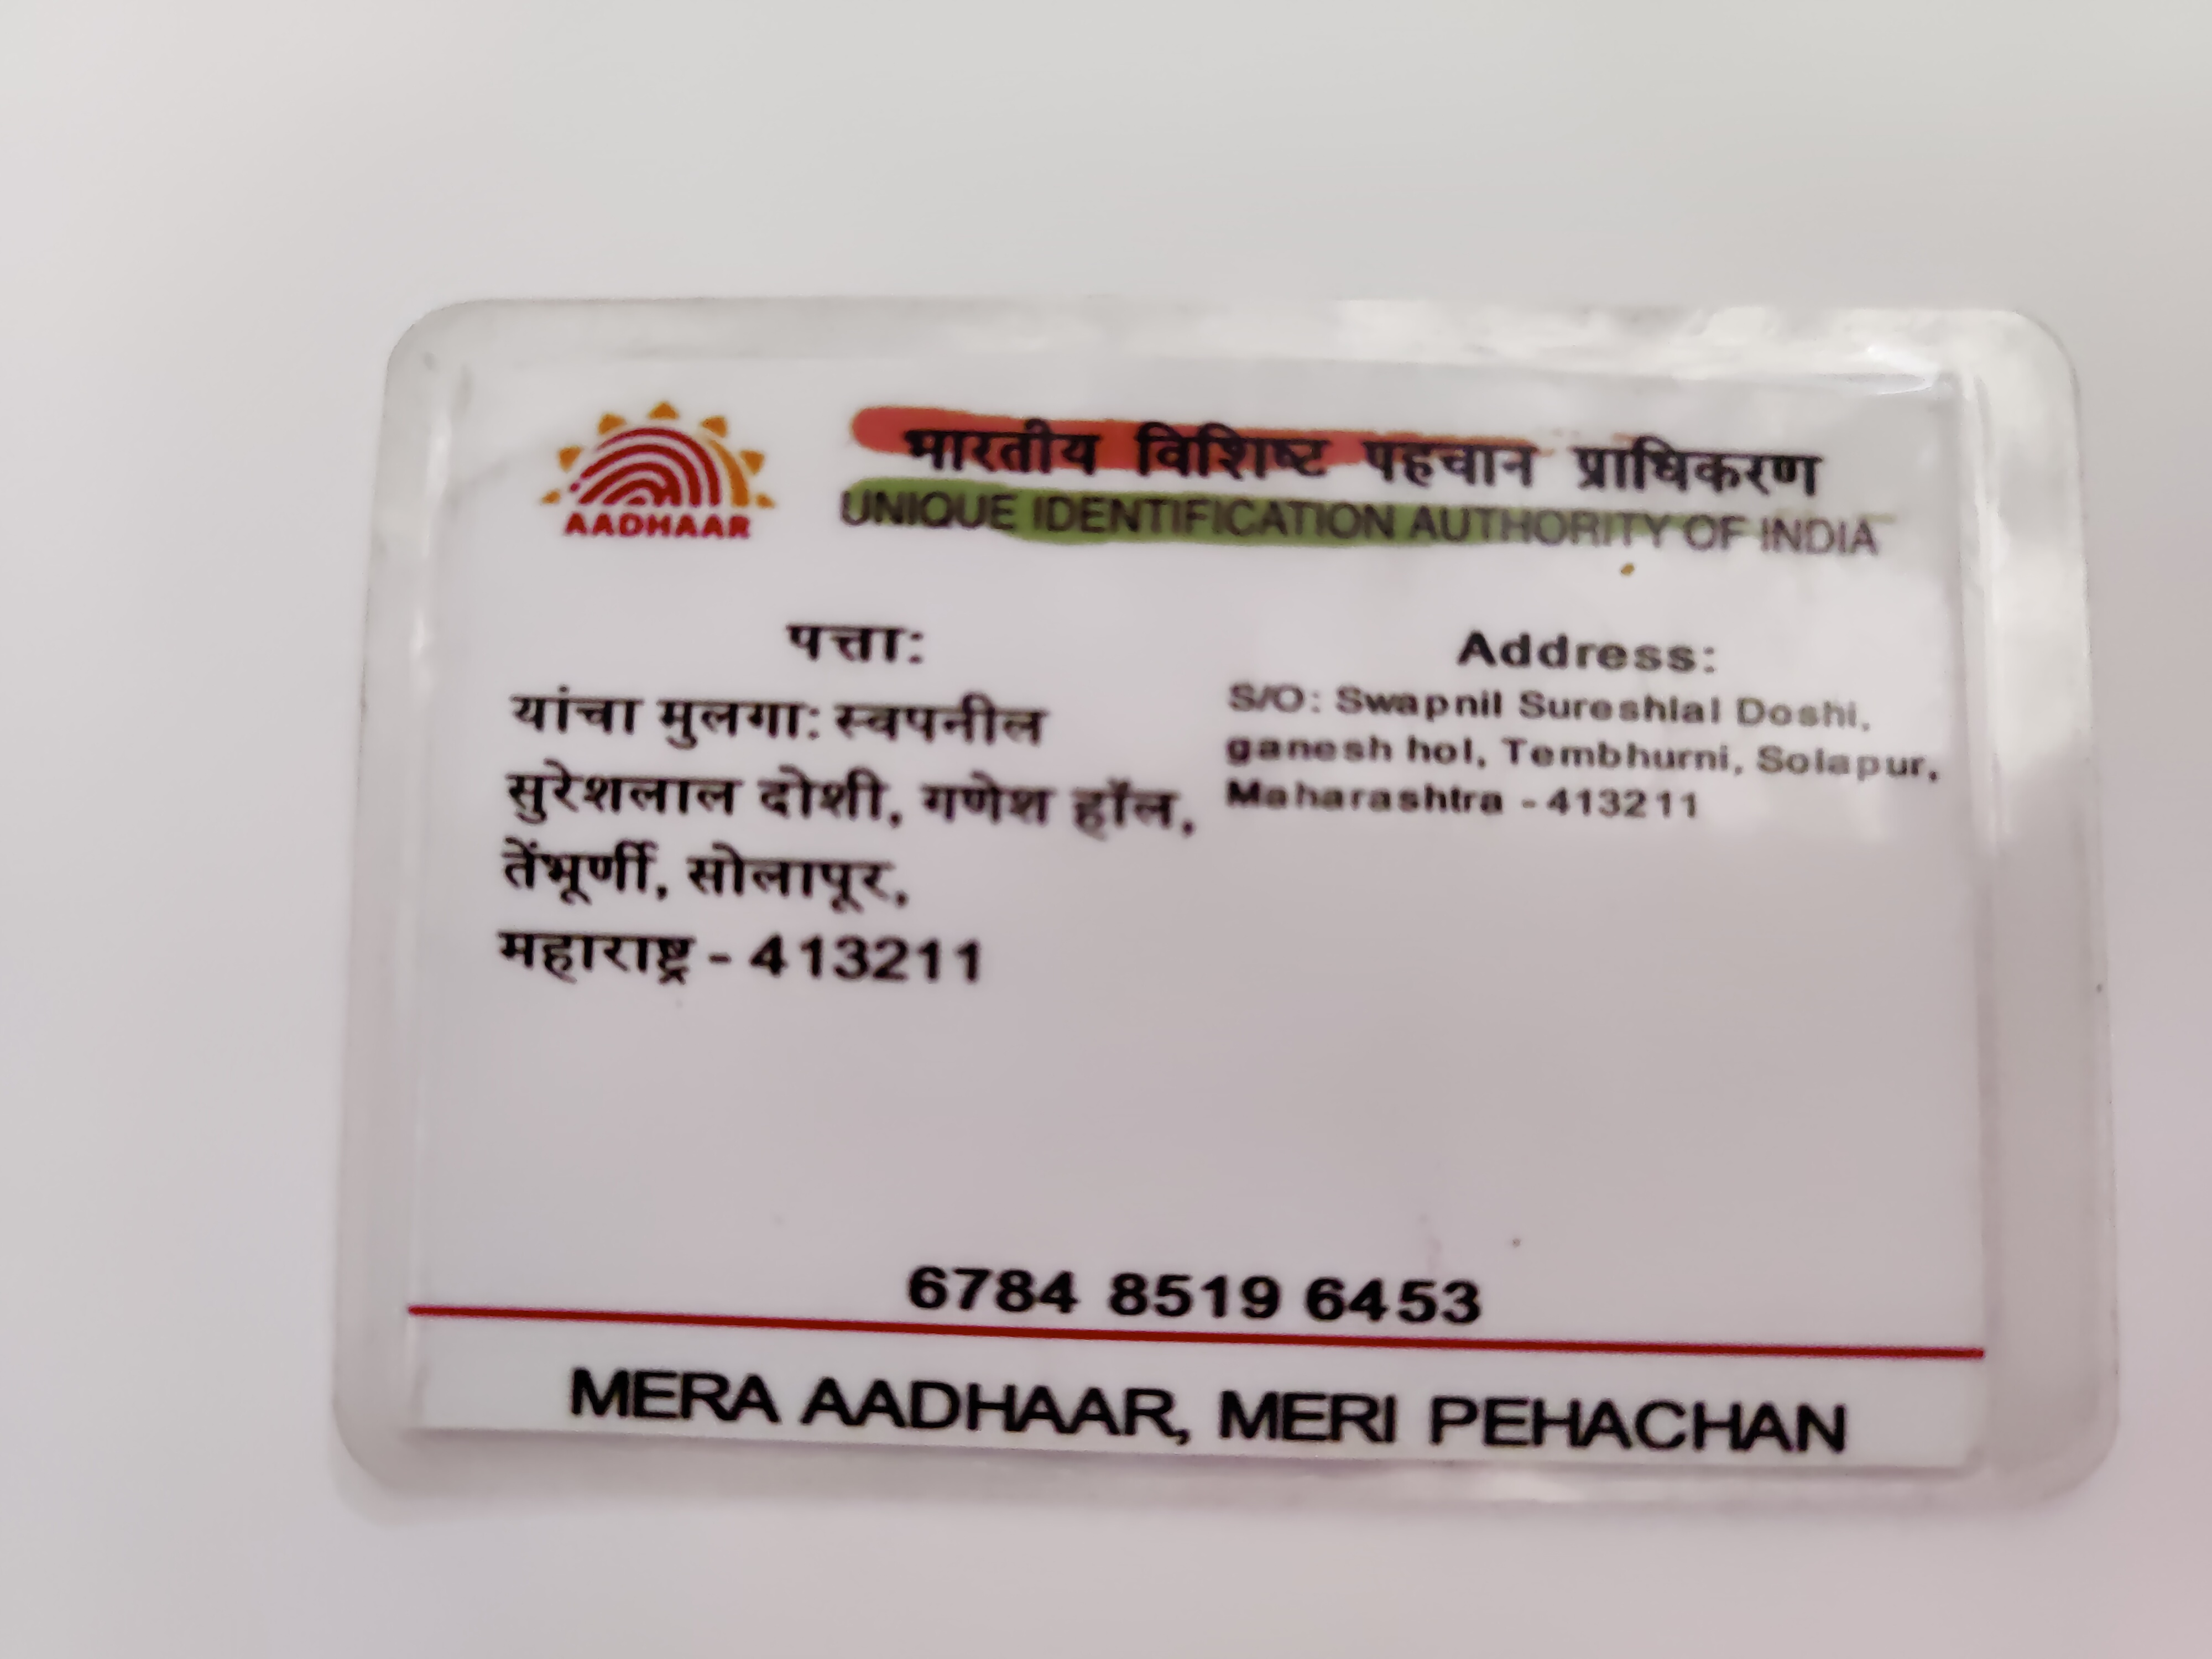 AADHAAR
भारतीय विशिष्ट पहचान प्राधिकरण
UNIQUE IDENTIFICATION AUTHORITY OF INDIA
पत्ता:
यांचा मुलगा: स्वपनील
सुरेशलाल दोशी, गणेश हॉल,
तेंभूर्णी, सोलापूर,
महाराष्ट्र - 413211
Address:
S/O: Swapnil Sureshlal Doshi,
ganesh hol, Tembhurni, Solapur,
Maharashtra - 413211
6784 8519 6453
MERA AADHAAR, MERI PEHACHAN